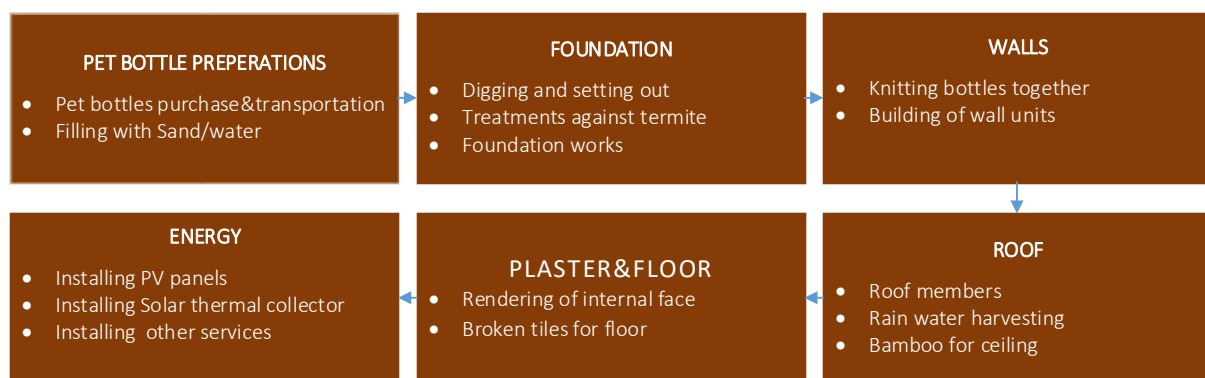 PET BOTTLE PREPERATIONS
• Pet bottles purchase&transportation
• Filling with Sand/water
FOUNDATION
• Digging and setting out
• Treatments against termite
• Foundation works
WALLS
• Knitting bottles together
• Building of wall units
ROOF
• Roof members
• Rain water harvesting
• Bamboo for ceiling
PLASTER&FLOOR
• Rendering of internal face
• Broken tiles for floor
ENERGY
• Installing PV panels
• Installing Solar thermal collector
• Installing other services